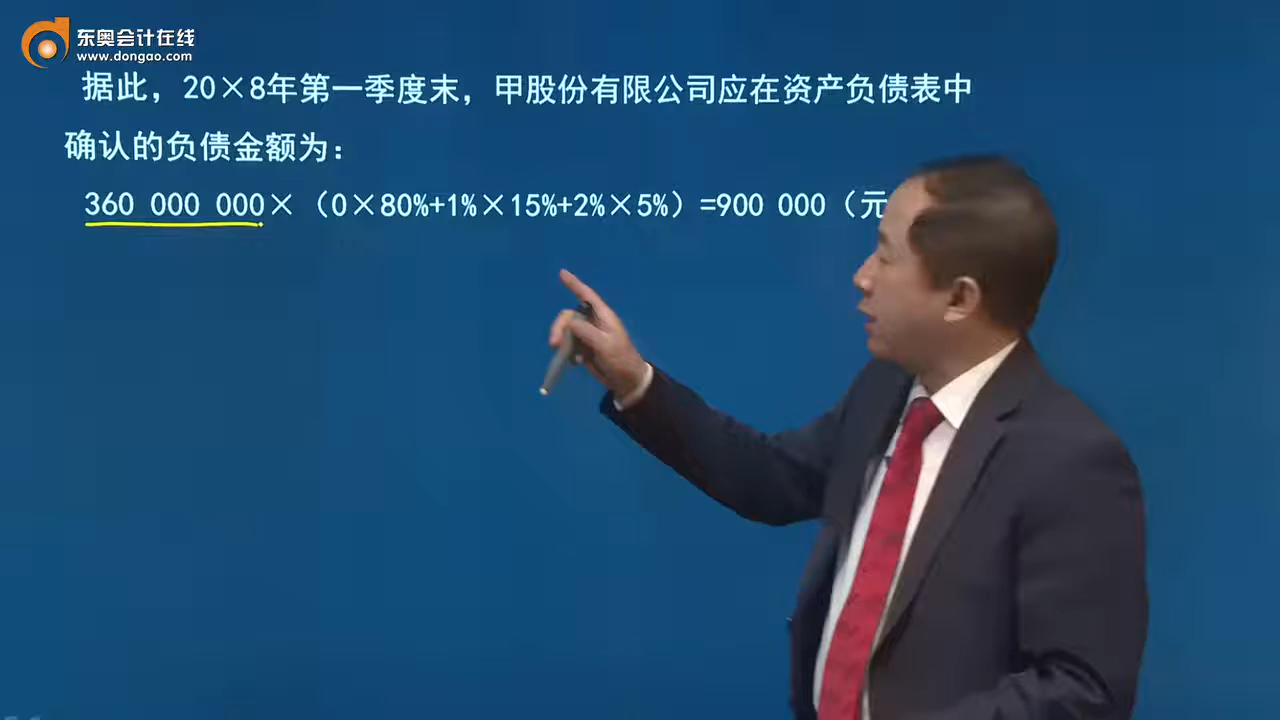 东奥会计在线
www.dongao.com
据此，20×8年第一季度末，甲股份有限公司应在资产负债表中
确认的负债金额为：
360 000 000×（0×80%+1%×15%+2%×5%）=900 000（元